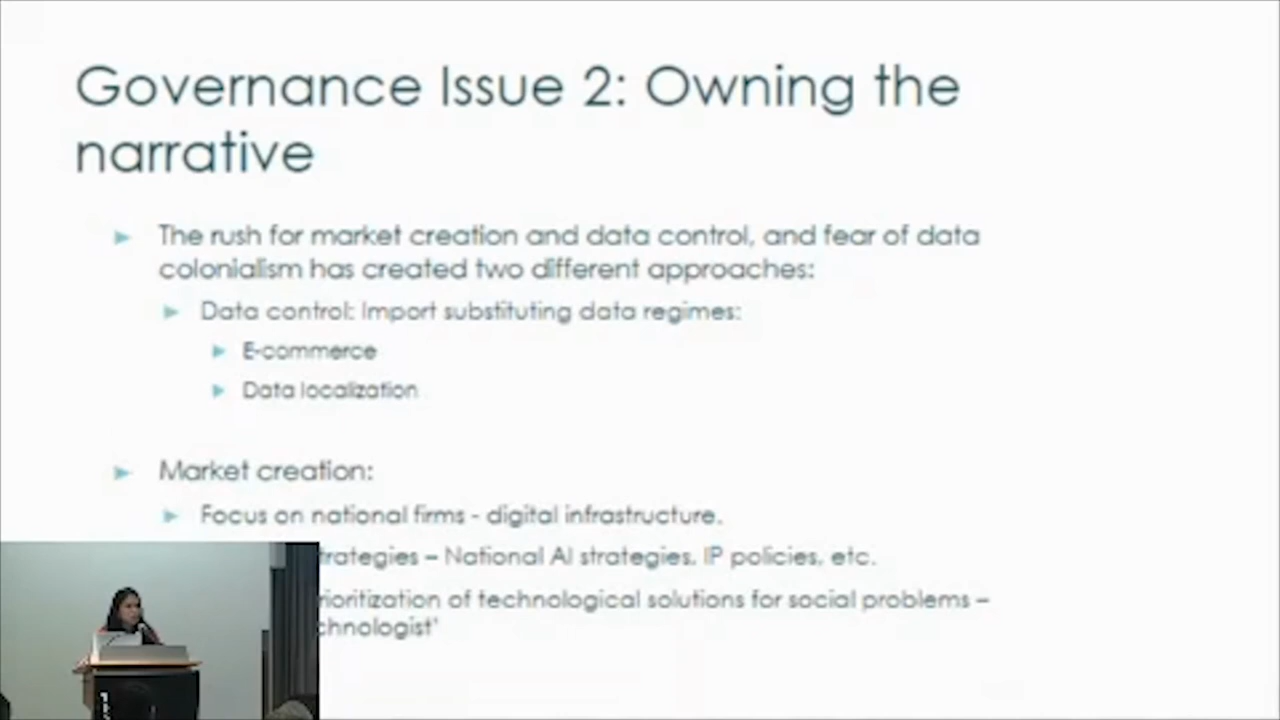 Governance Issue 2: Owning the
narrative
The rush for market creation and data control, and fear of data
colonialism has created two different approaches:
Data control: Import substituting data regimes:
E-commerce
Data localization
Market creation:
Focus on national firms - digital infrastructure.
trategies – National AI strategies, IP policies, etc.
rioritization of technological solutions for social problems –
chnologist'